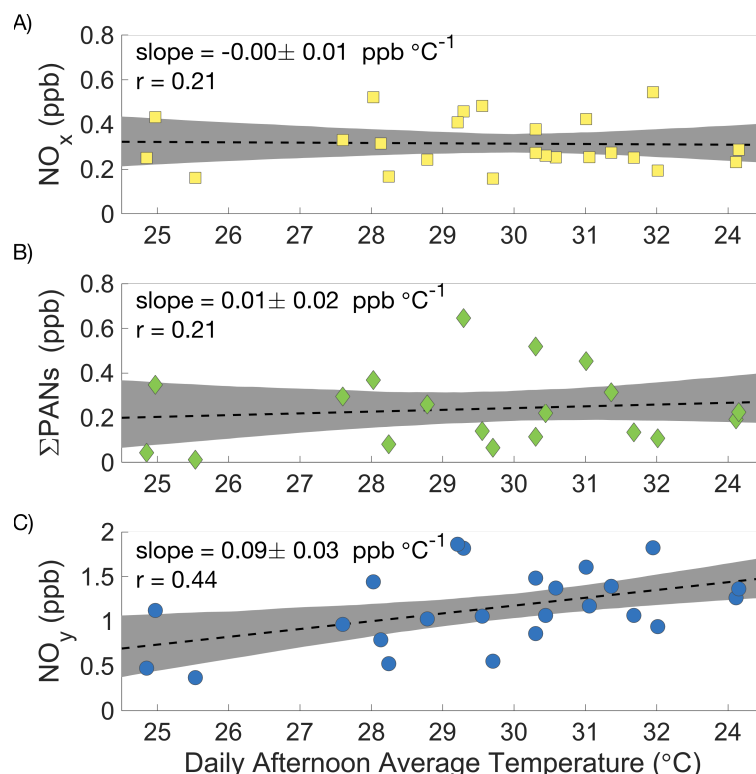 A)
slope = -0.00± 0.01 ppb °C⁻¹
r = 0.21
NOₓ (ppb)
0.8
0.6
0.4
0.2
0
25 26 27 28 29 30 31 32 24
B)
slope = 0.01± 0.02 ppb °C⁻¹
r = 0.21
ΣPANs (ppb)
0.8
0.6
0.4
0.2
0
25 26 27 28 29 30 31 32 24
C)
slope = 0.09± 0.03 ppb °C⁻¹
r = 0.44
NOy (ppb)
2
1.5
1
0.5
0
25 26 27 28 29 30 31 32 24
Daily Afternoon Average Temperature (°C)